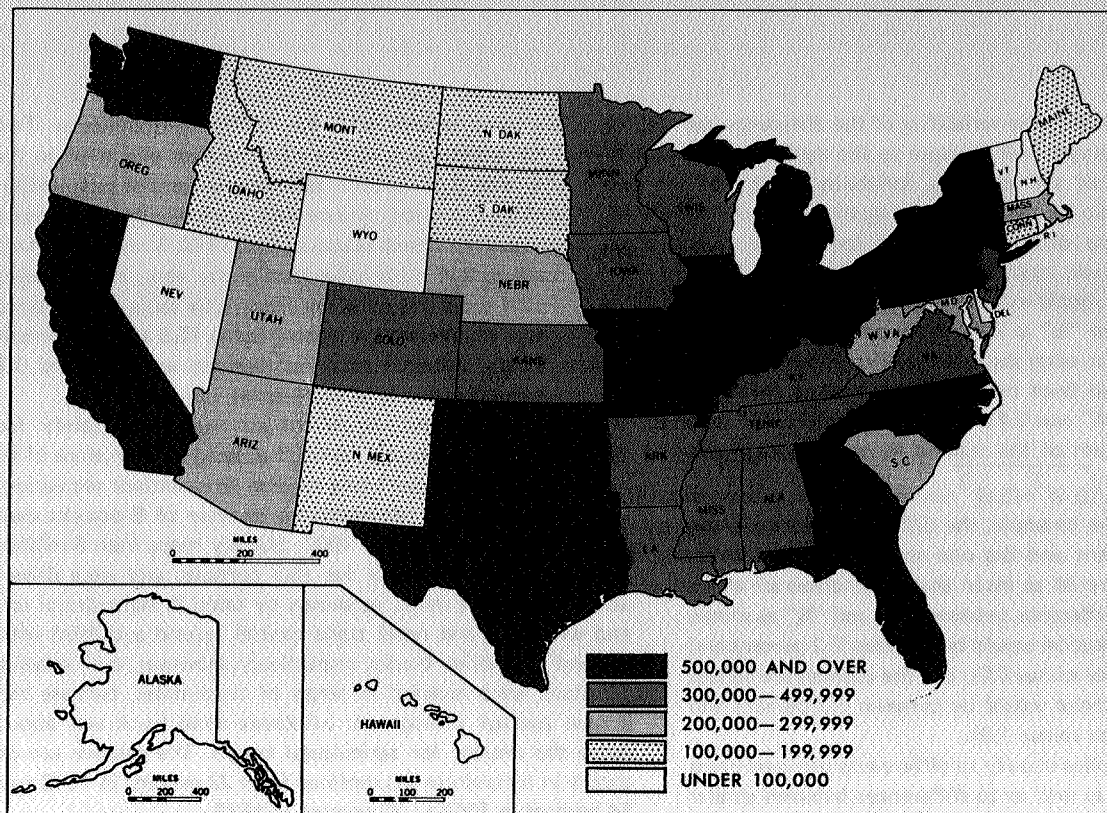 MONT
N DAK
MINN
MAINE
OREG
IDAHO
S DAK
WIS
VT.
N.H.
MASS
CONN
R I.
WYO
IOWA
NEV
NEBR
UTAH
COLO
KANS
MD.
DEL
W. VA.
VA.
KY.
ARIZ
N MEX
TENN
ARK
S C
MISS
ALA
LA
MILES
0 200 400
ALASKA
MILES
0 200 400
HAWAII
MILES
0 100 200
500,000 AND OVER
300,000—499,999
200,000—299,999
100,000—199,999
UNDER 100,000